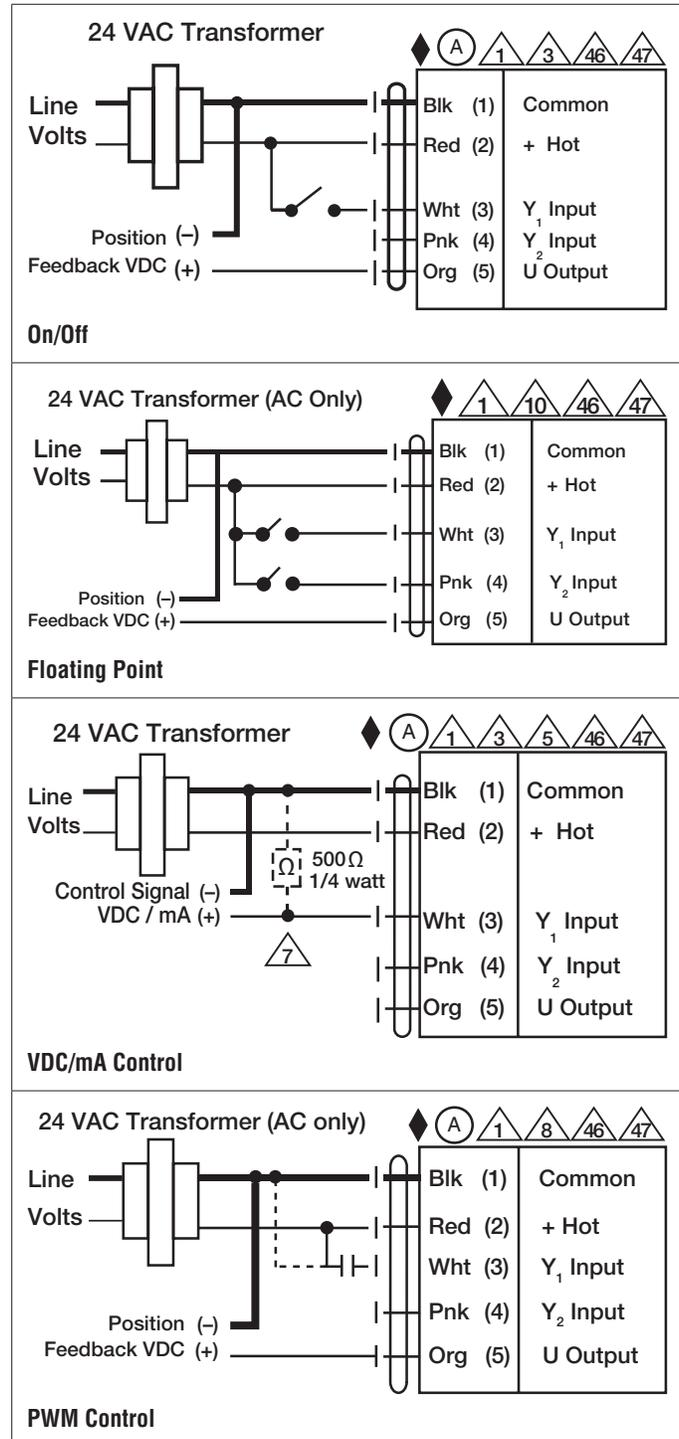 24 VAC Transformer
A 1 3 46 47
Line
Volts
Blk (1) Common
Red (2) + Hot
Wht (3) Y1 Input
Position (–)
Pnk (4) Y2 Input
Feedback VDC (+)
Org (5) U Output
On/Off
24 VAC Transformer (AC Only)
1 10 46 47
Line
Volts
Blk (1) Common
Red (2) + Hot
Wht (3) Y1 Input
Pnk (4) Y2 Input
Position (–)
Feedback VDC (+)
Org (5) U Output
Floating Point
24 VAC Transformer
A 1 3 5 46 47
Line
Volts
Blk (1) Common
Red (2) + Hot
Ω 500Ω
1/4 watt
Control Signal (–)
VDC / mA (+)
Wht (3) Y1 Input
7
Pnk (4) Y2 Input
Org (5) U Output
VDC/mA Control
24 VAC Transformer (AC only)
A 1 8 46 47
Line
Volts
Blk (1) Common
Red (2) + Hot
Wht (3) Y1 Input
Pnk (4) Y2 Input
Position (–)
Feedback VDC (+)
Org (5) U Output
PWM Control